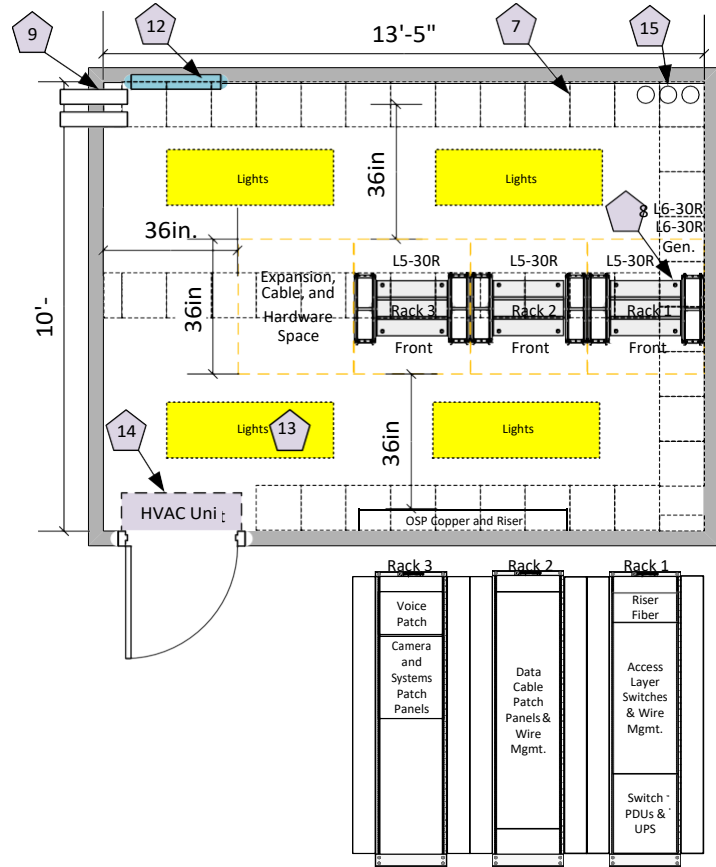 9
12
13'-5"
7
15
Lights
Lights
36in
8 L6-30R
L6-30R
Gen.
36in.
L5-30R
L5-30R
L5-30R
Expansion,
Cable, and
Hardware
Space
36in
10'-
Rack 3
Rack 2
Rack 1
Front
Front
Front
14
Lights
13
Lights
36in
HVAC Unit
OSP Copper and Riser
Rack 3
Rack 2
Rack 1
Voice
Patch
Camera
and
Systems
Patch
Panels
Data
Cable Patch
Panels &
Wire
Mgmt.
Riser
Fiber
Access
Layer
Switches
& Wire
Mgmt.
Switch
PDUs &
UPS